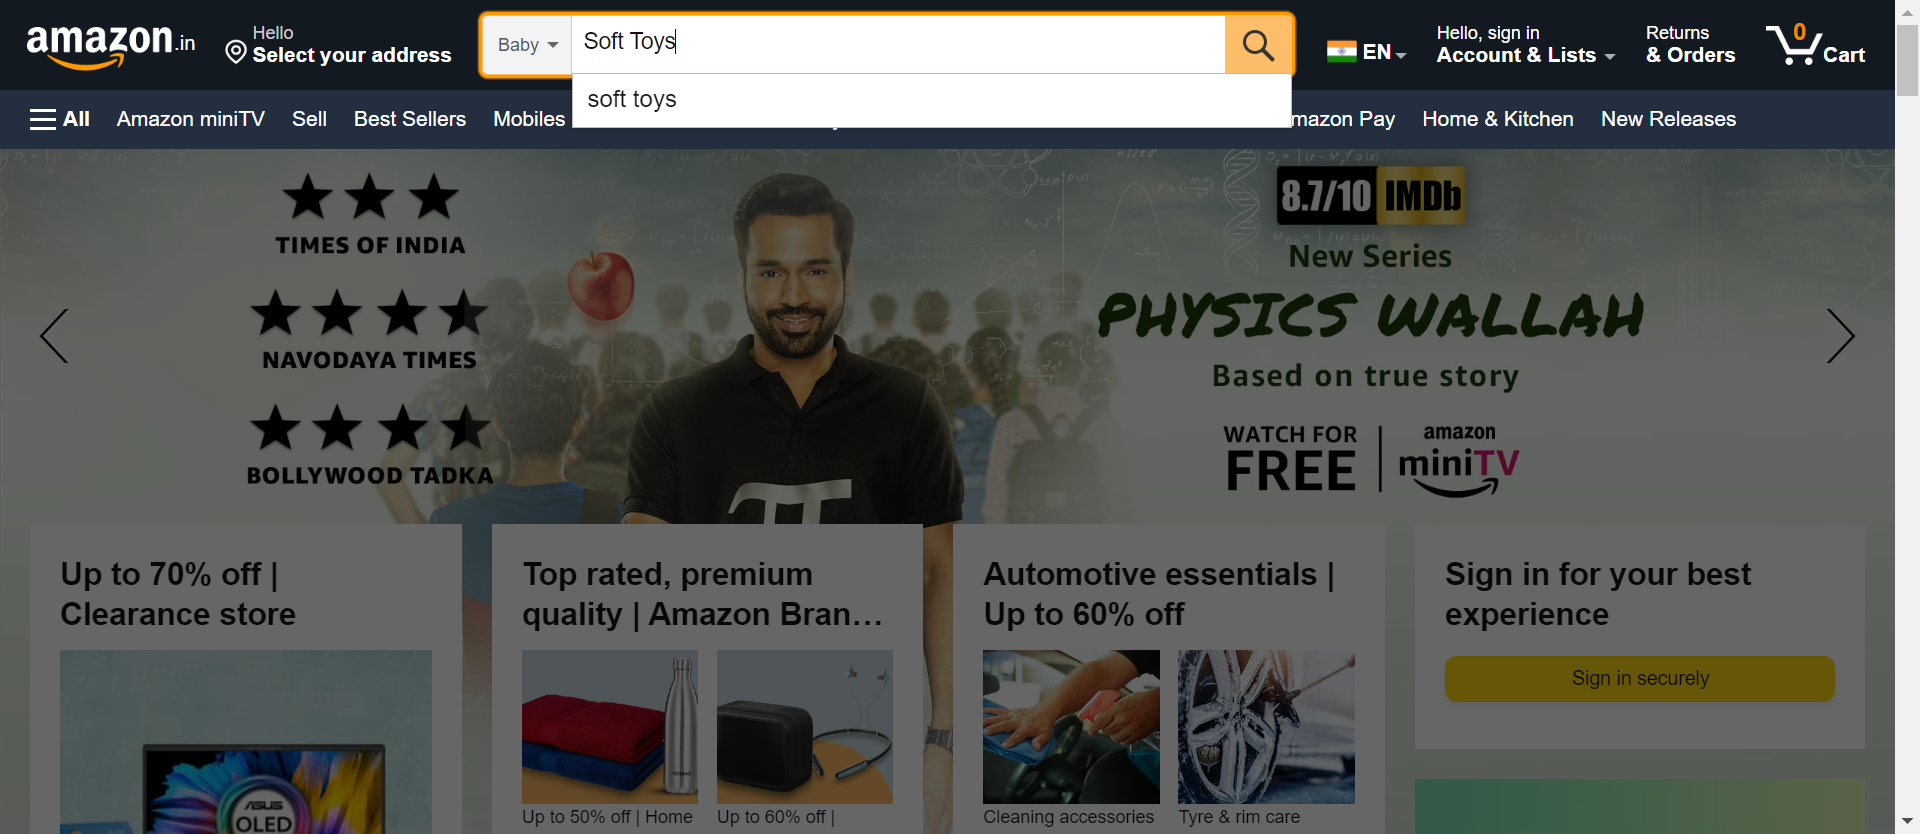 amazon.in
Hello
Select your address
Baby
Soft Toys
soft toys
EN
Hello, sign in
Account & Lists
Returns
& Orders
0
Cart
All
Amazon miniTV
Sell
Best Sellers
Mobiles
mazon Pay
Home & Kitchen
New Releases
TIMES OF INDIA
NAVODAYA TIMES
BOLLYWOOD TADKA
8.7/10 IMDb
New Series
PHYSICS WALLAH
Based on true story
WATCH FOR
FREE
amazon
miniTV
Up to 70% off |
Clearance store
ASUS
OLED
Top rated, premium
quality | Amazon Bran…
Up to 50% off | Home
Up to 60% off |
Automotive essentials |
Up to 60% off
Cleaning accessories
Tyre & rim care
Sign in for your best
experience
Sign in securely